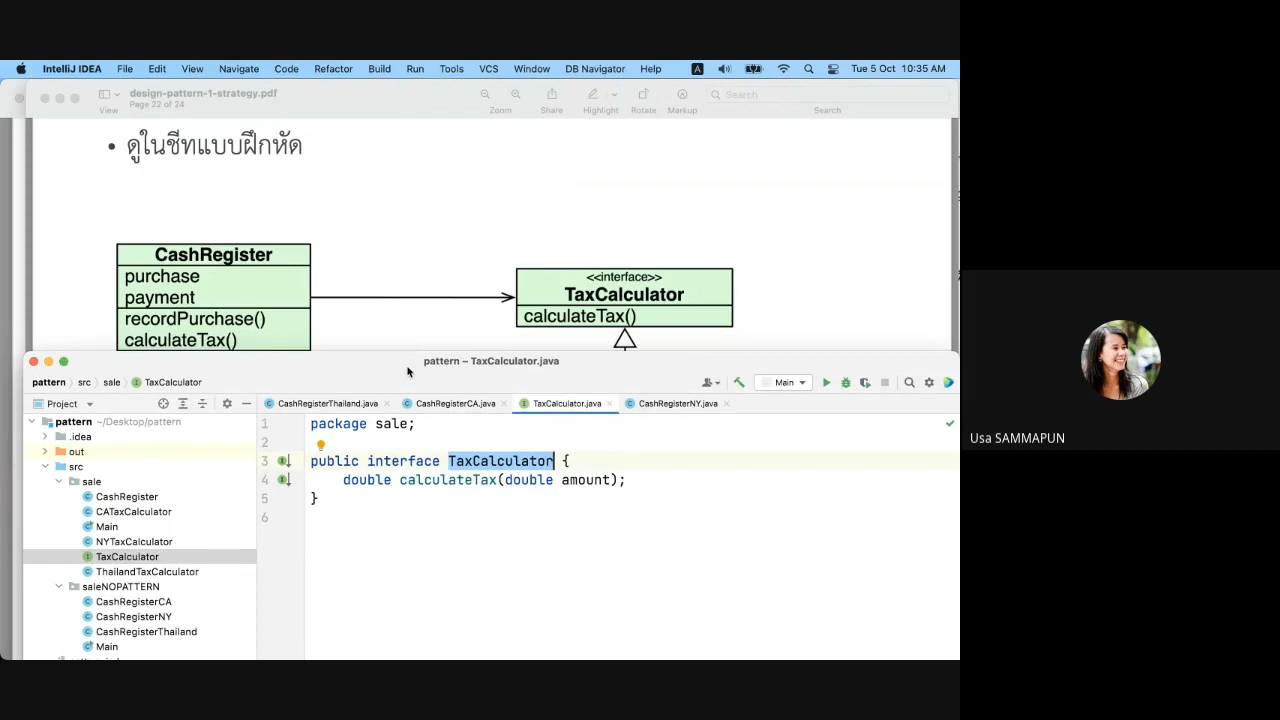 IntelliJ IDEA File Edit View Navigate Code Refactor Build Run Tools VCS Window DB Navigator Help A Tue 5 Oct 10:35 AM
design-pattern-1-strategy.pdf
Page 22 of 24
Search
View Zoom Share Highlight Rotate Markup Search
• ดูในชีทแบบฝึกหัด
CashRegister
purchase
payment
recordPurchase()
calculateTax()
<<interface>>
TaxCalculator
calculateTax()
pattern – TaxCalculator.java
pattern src sale TaxCalculator
Main
Project
CashRegisterThailand.java CashRegisterCA.java TaxCalculator.java CashRegisterNY.java
pattern ~/Desktop/pattern
.idea
out
src
sale
CashRegister
CATaxCalculator
Main
NYTaxCalculator
TaxCalculator
ThailandTaxCalculator
saleNOPATTERN
CashRegisterCA
CashRegisterNY
CashRegisterThailand
Main
1 package sale;
2
3 public interface TaxCalculator {
4 double calculateTax(double amount);
5 }
6
Usa SAMMAPUN